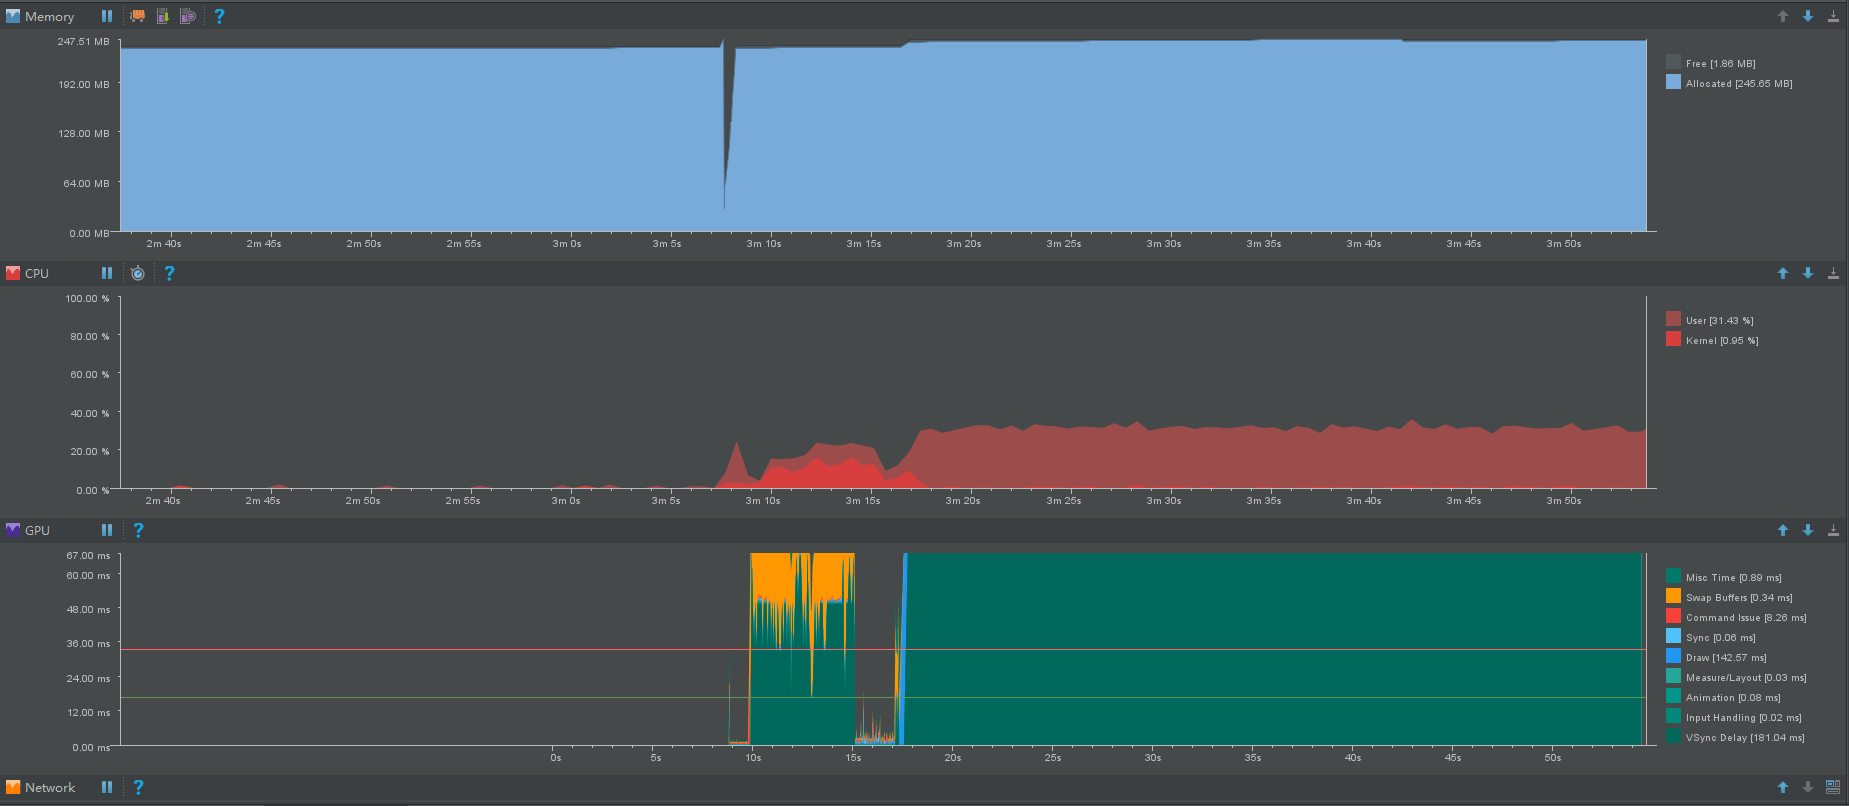 Memory ?
247.51 MB
192.00 MB
128.00 MB
64.00 MB
0.00 MB
2m 40s 2m 45s 2m 50s 2m 55s 3m 0s 3m 5s 3m 10s 3m 15s 3m 20s 3m 25s 3m 30s 3m 35s 3m 40s 3m 45s 3m 50s
Free [1.86 MB]
Allocated [245.65 MB]
CPU ?
100.00 %
80.00 %
60.00 %
40.00 %
20.00 %
0.00 %
2m 40s 2m 45s 2m 50s 2m 55s 3m 0s 3m 5s 3m 10s 3m 15s 3m 20s 3m 25s 3m 30s 3m 35s 3m 40s 3m 45s 3m 50s
User [31.43 %]
Kernel [0.95 %]
GPU ?
67.00 ms
60.00 ms
48.00 ms
36.00 ms
24.00 ms
12.00 ms
0.00 ms
0s 5s 10s 15s 20s 25s 30s 35s 40s 45s 50s
Misc Time [0.89 ms]
Swap Buffers [0.34 ms]
Command Issue [8.26 ms]
Sync [0.06 ms]
Draw [142.57 ms]
Measure/Layout [0.03 ms]
Animation [0.08 ms]
Input Handling [0.02 ms]
VSync Delay [181.04 ms]
Network ?